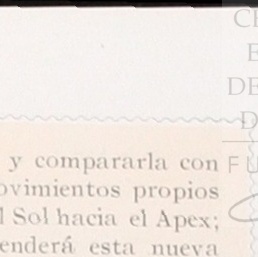 y compararla con
ovimientos propios
l Sol hacia el Apex;
enderá esta nueva